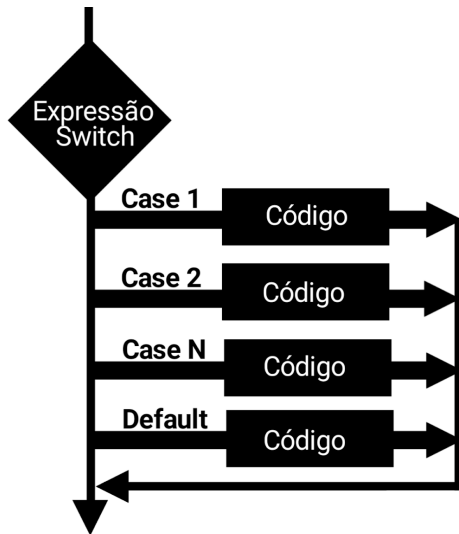 Expressão
Switch
Case 1
Código
Case 2
Código
Case N
Código
Default
Código